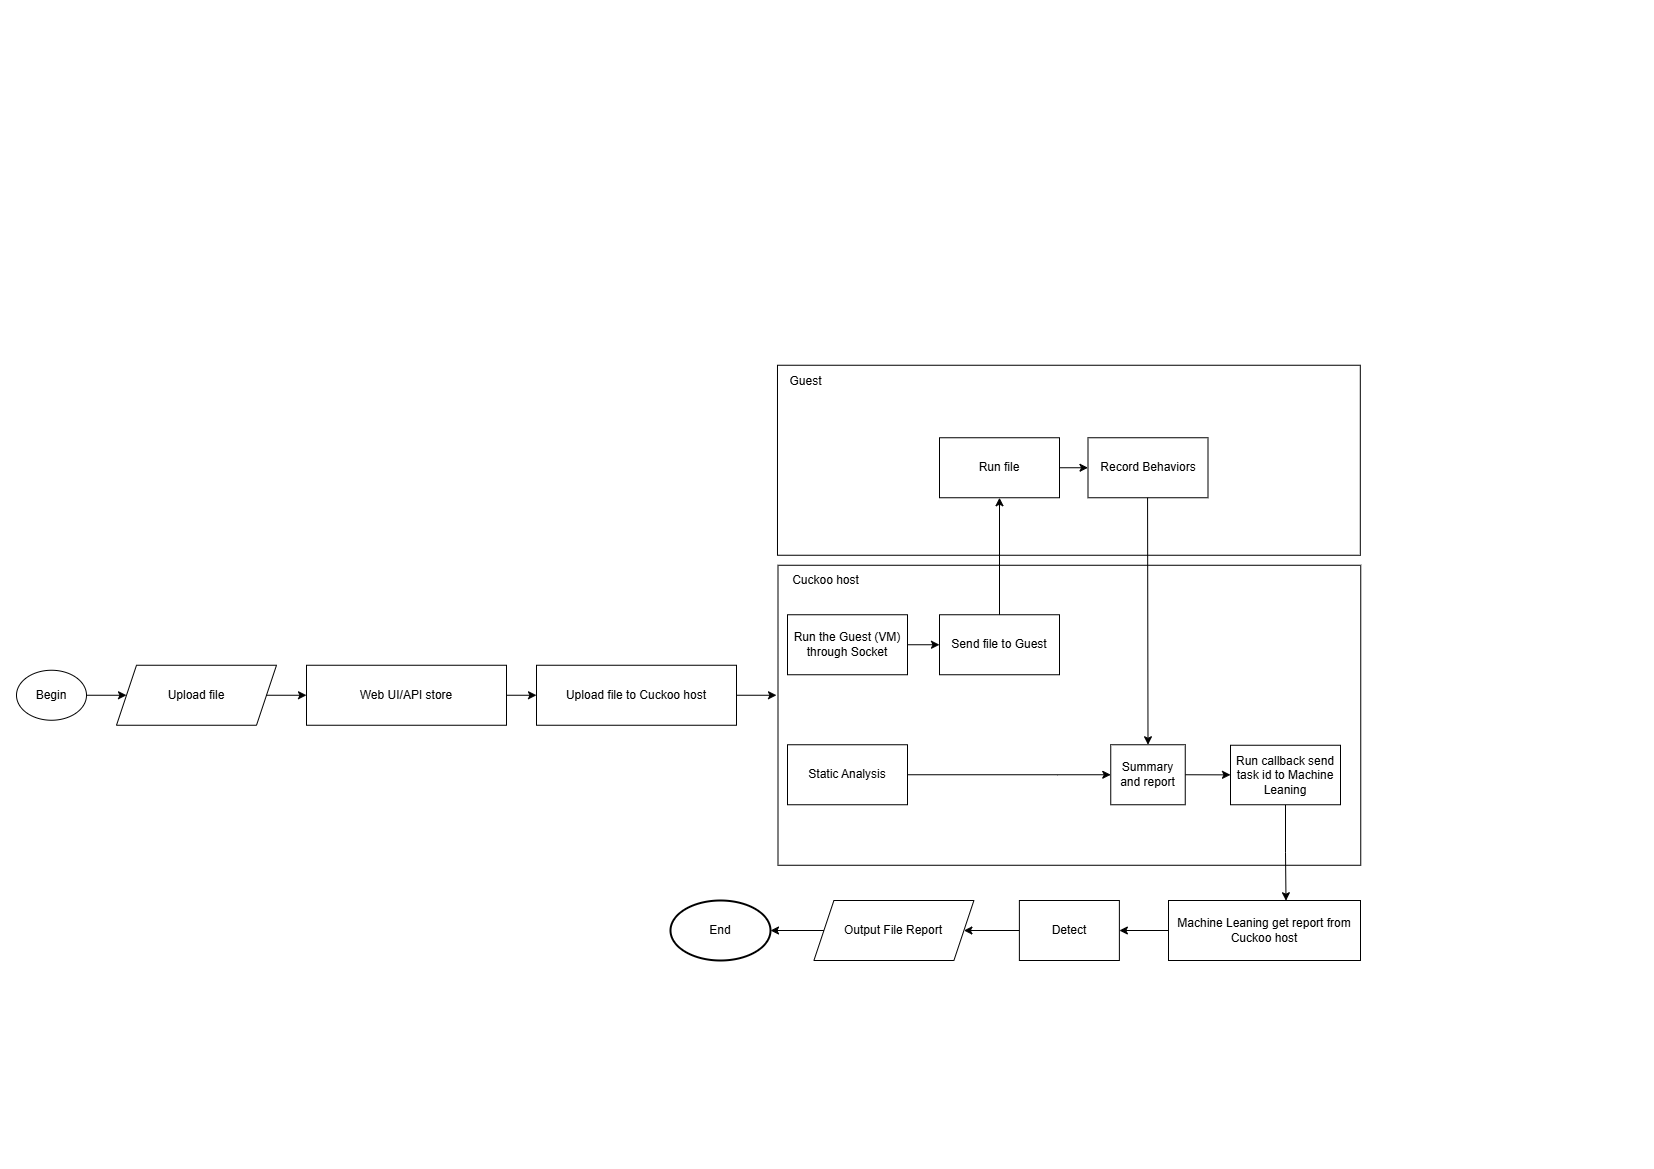 Guest
Run file
Record Behaviors
Cuckoo host
Run the Guest (VM)
through Socket
Send file to Guest
Begin
Upload file
Web UI/API store
Upload file to Cuckoo host
Static Analysis
Summary
and report
Run callback send
task id to Machine
Leaning
End
Output File Report
Detect
Machine Leaning get report from
Cuckoo host